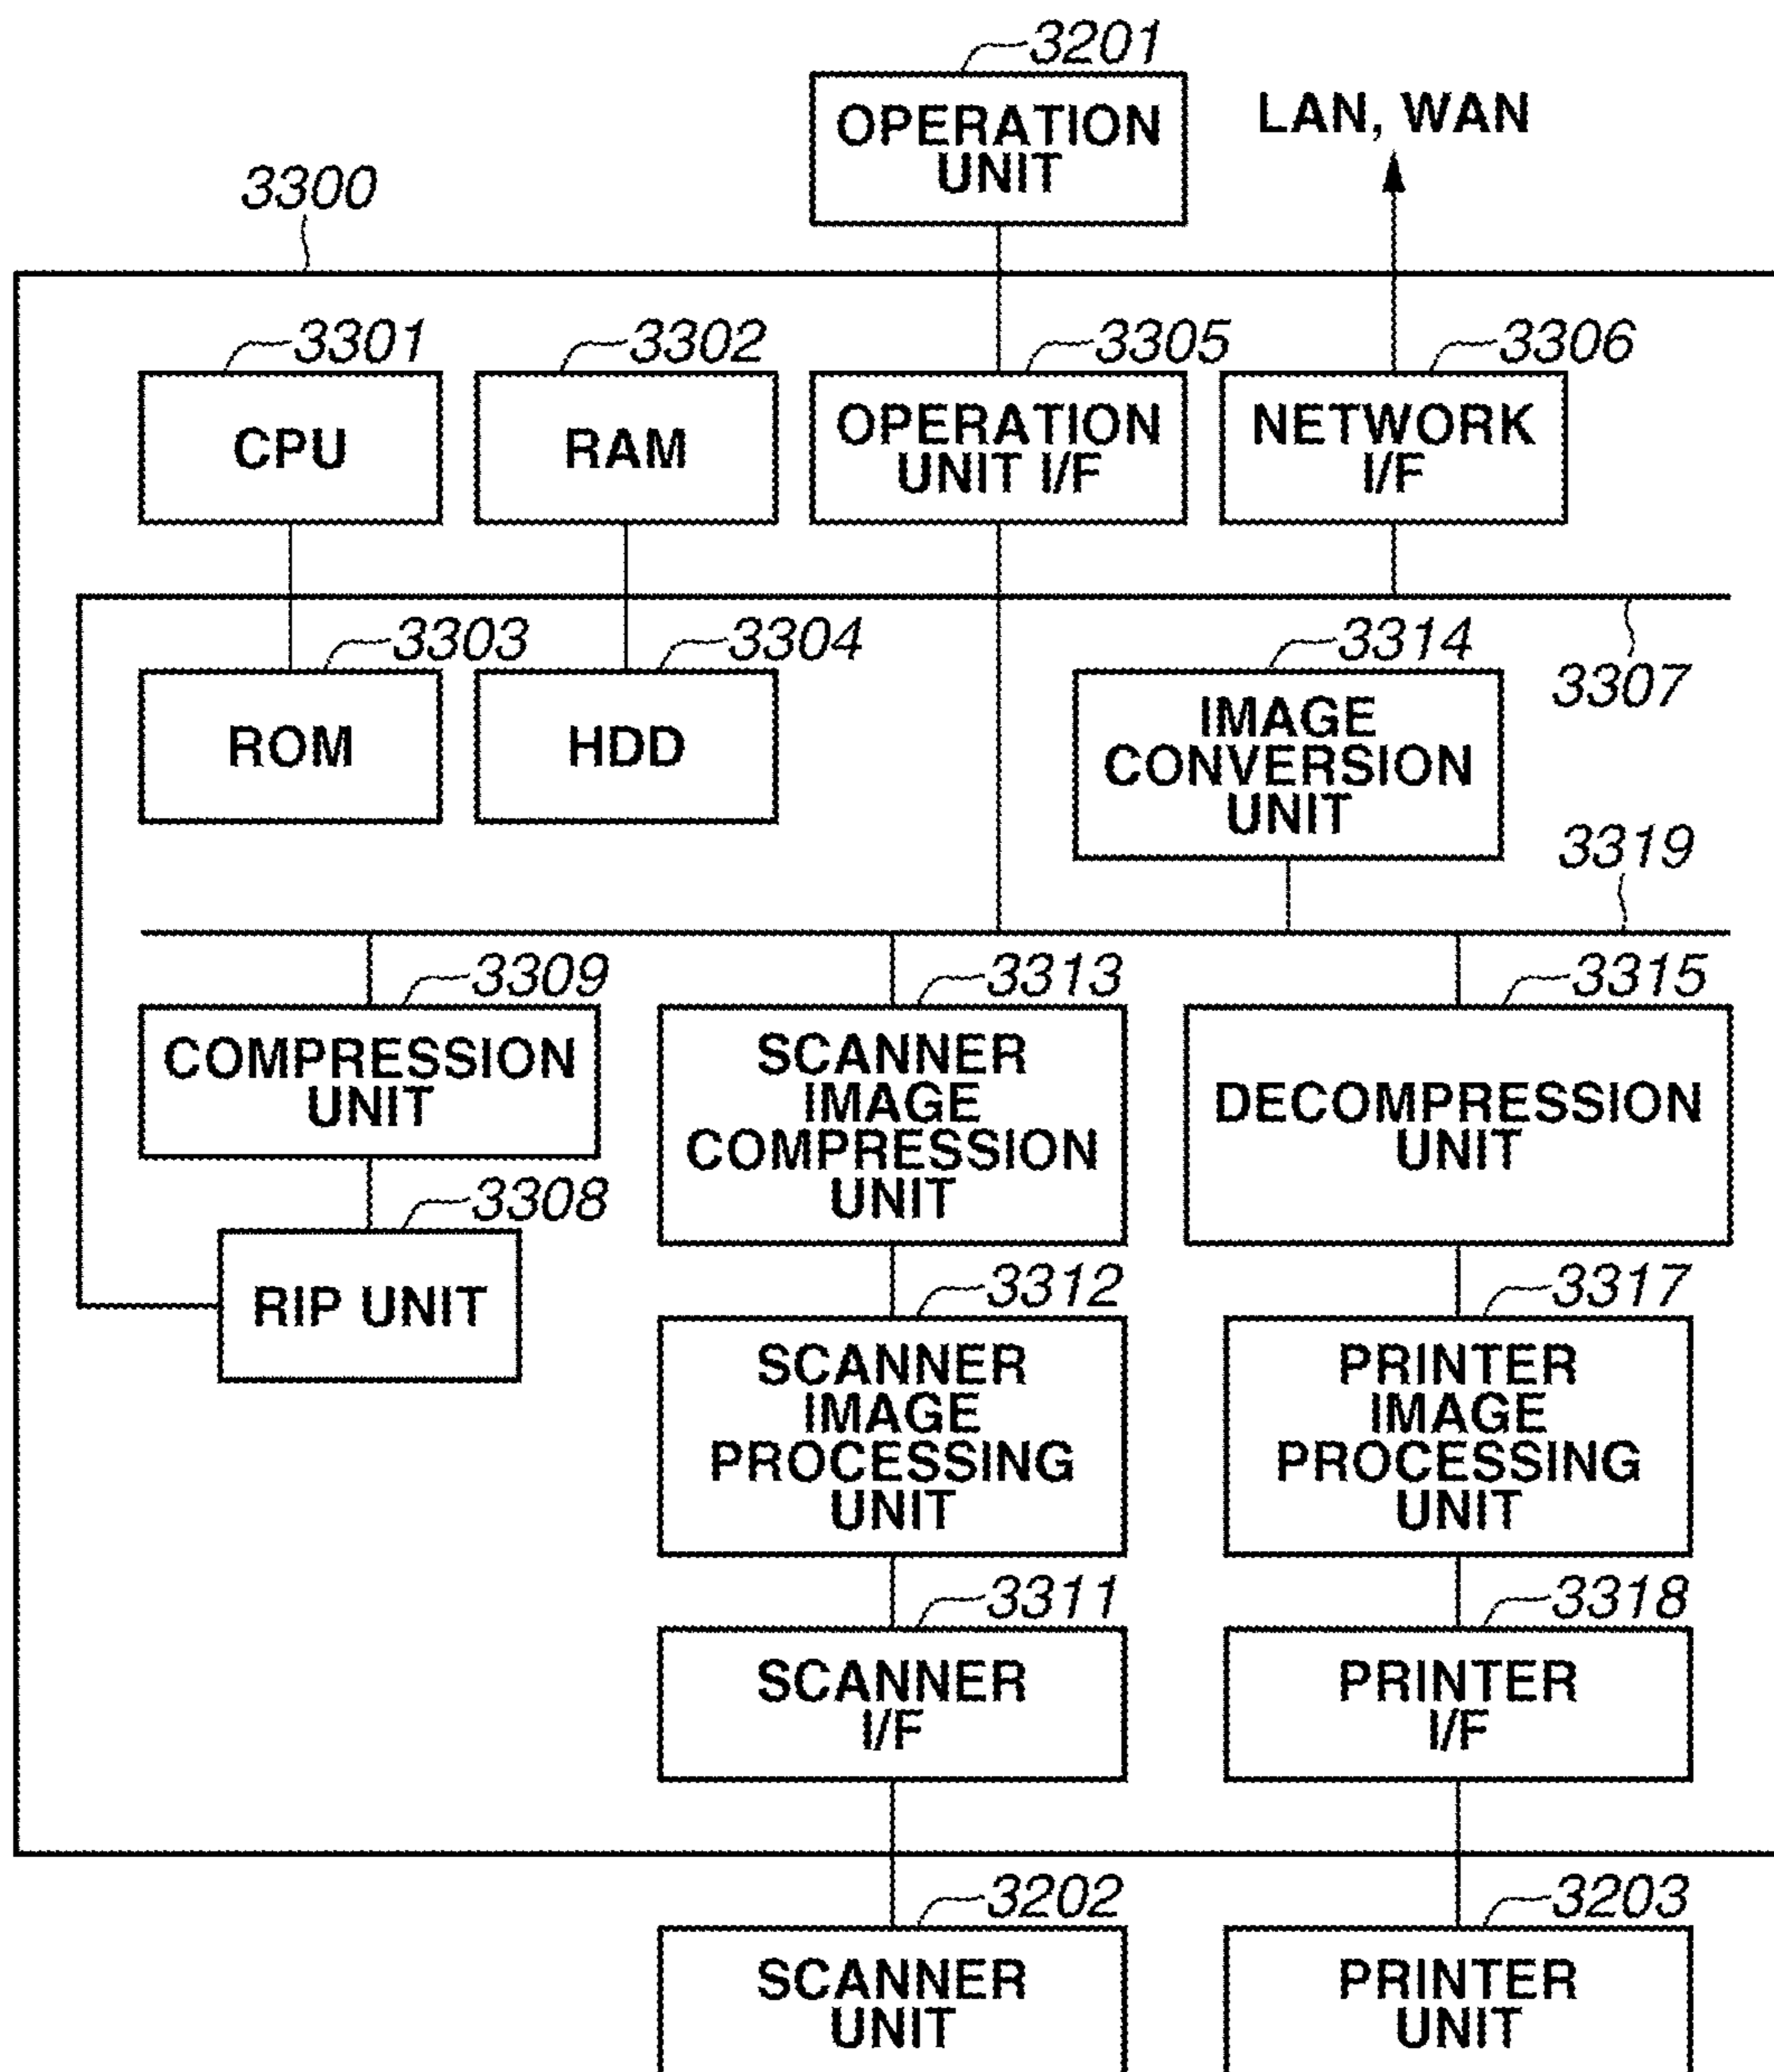 3201
OPERATION
UNIT
LAN, WAN
3300
3301
CPU
3302
RAM
3305
OPERATION
UNIT I/F
3306
NETWORK
I/F
3303
ROM
3304
HDD
3314
IMAGE
CONVERSION
UNIT
3307
3319
3309
COMPRESSION
UNIT
3313
SCANNER
IMAGE
COMPRESSION
UNIT
3315
DECOMPRESSION
UNIT
3308
RIP UNIT
3312
SCANNER
IMAGE
PROCESSING
UNIT
3317
PRINTER
IMAGE
PROCESSING
UNIT
3311
SCANNER
I/F
3318
PRINTER
I/F
3202
SCANNER
UNIT
3203
PRINTER
UNIT